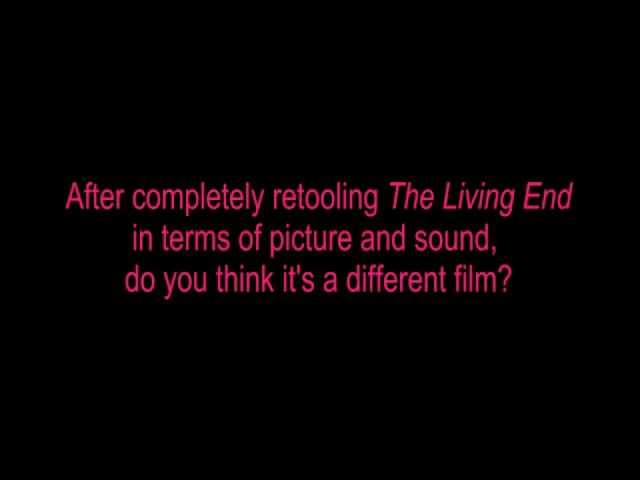 After completely retooling The Living End
in terms of picture and sound,
do you think it's a different film?